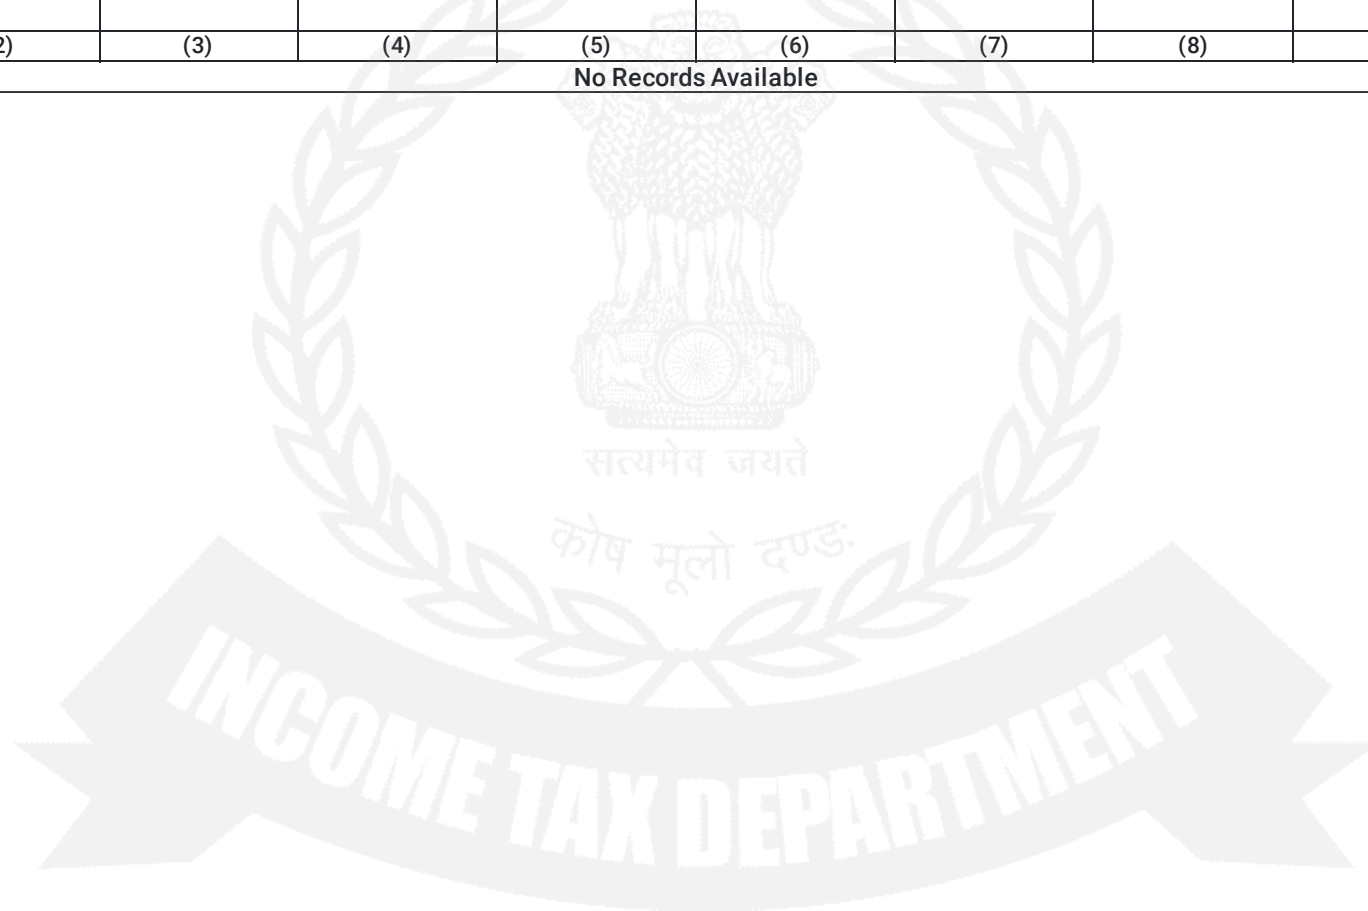 2) (3) (4) (5) (6) (7) (8)
No Records Available
सत्यमेव जयते
कोष मूलो दण्डः
INCOME TAX DEPARTMENT